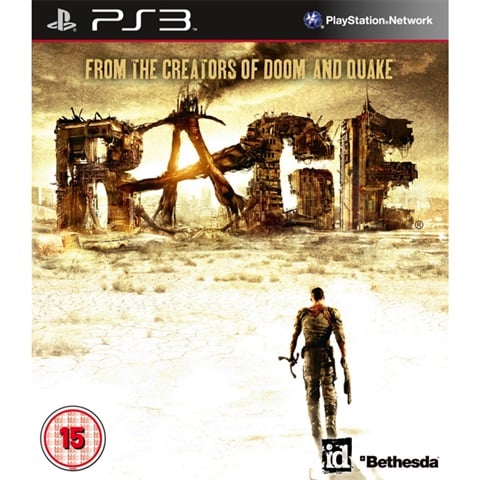 PS3
PlayStation®Network
FROM THE CREATORS OF DOOM AND QUAKE
RAGE®
15
id
Bethesda